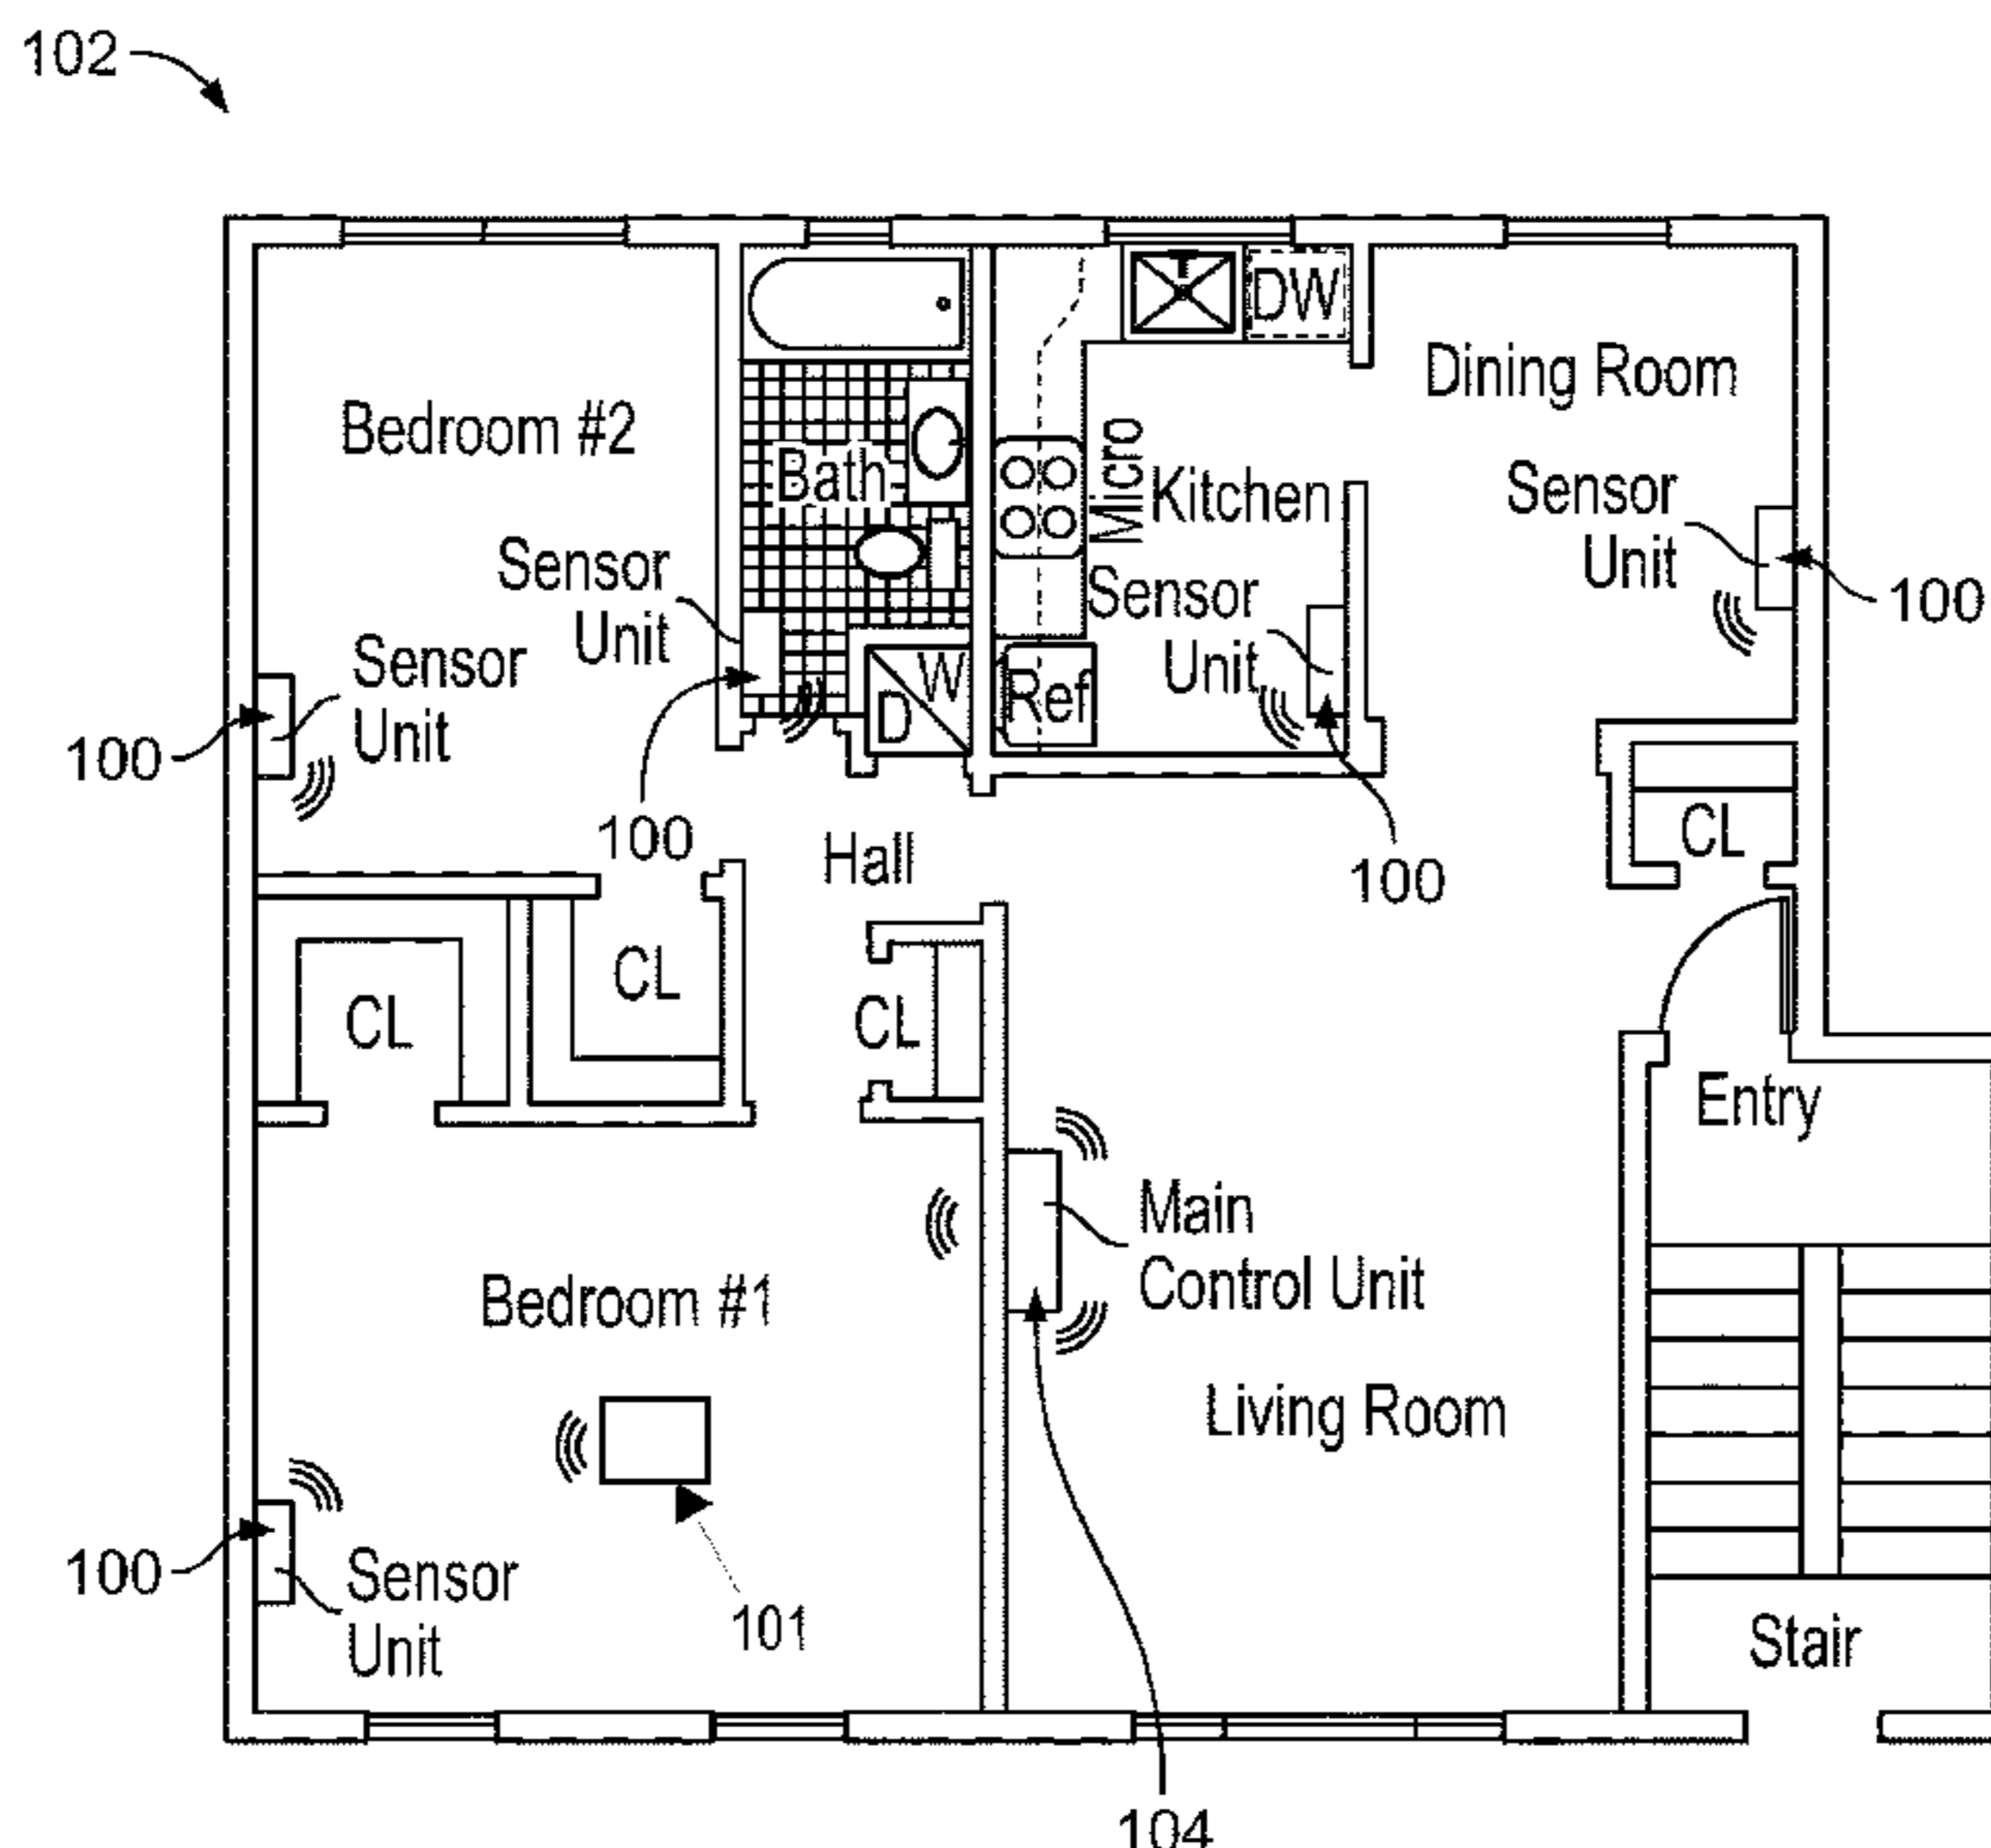 102
DW
Dining Room
Bedroom #2
Bath
Micro
Kitchen
Sensor
Unit
100
Sensor
Unit
Sensor
Unit
Sensor
Unit
100
W
D
Ref
100
Hall
100
CL
CL
CL
CL
Entry
Main
Control Unit
Bedroom #1
Living Room
100
Sensor
Unit
101
Stair
104